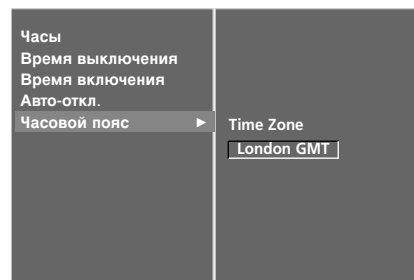 Часы
Время выключения
Время включения
Авто-откл.
Часовой пояс ►
Time Zone
London GMT